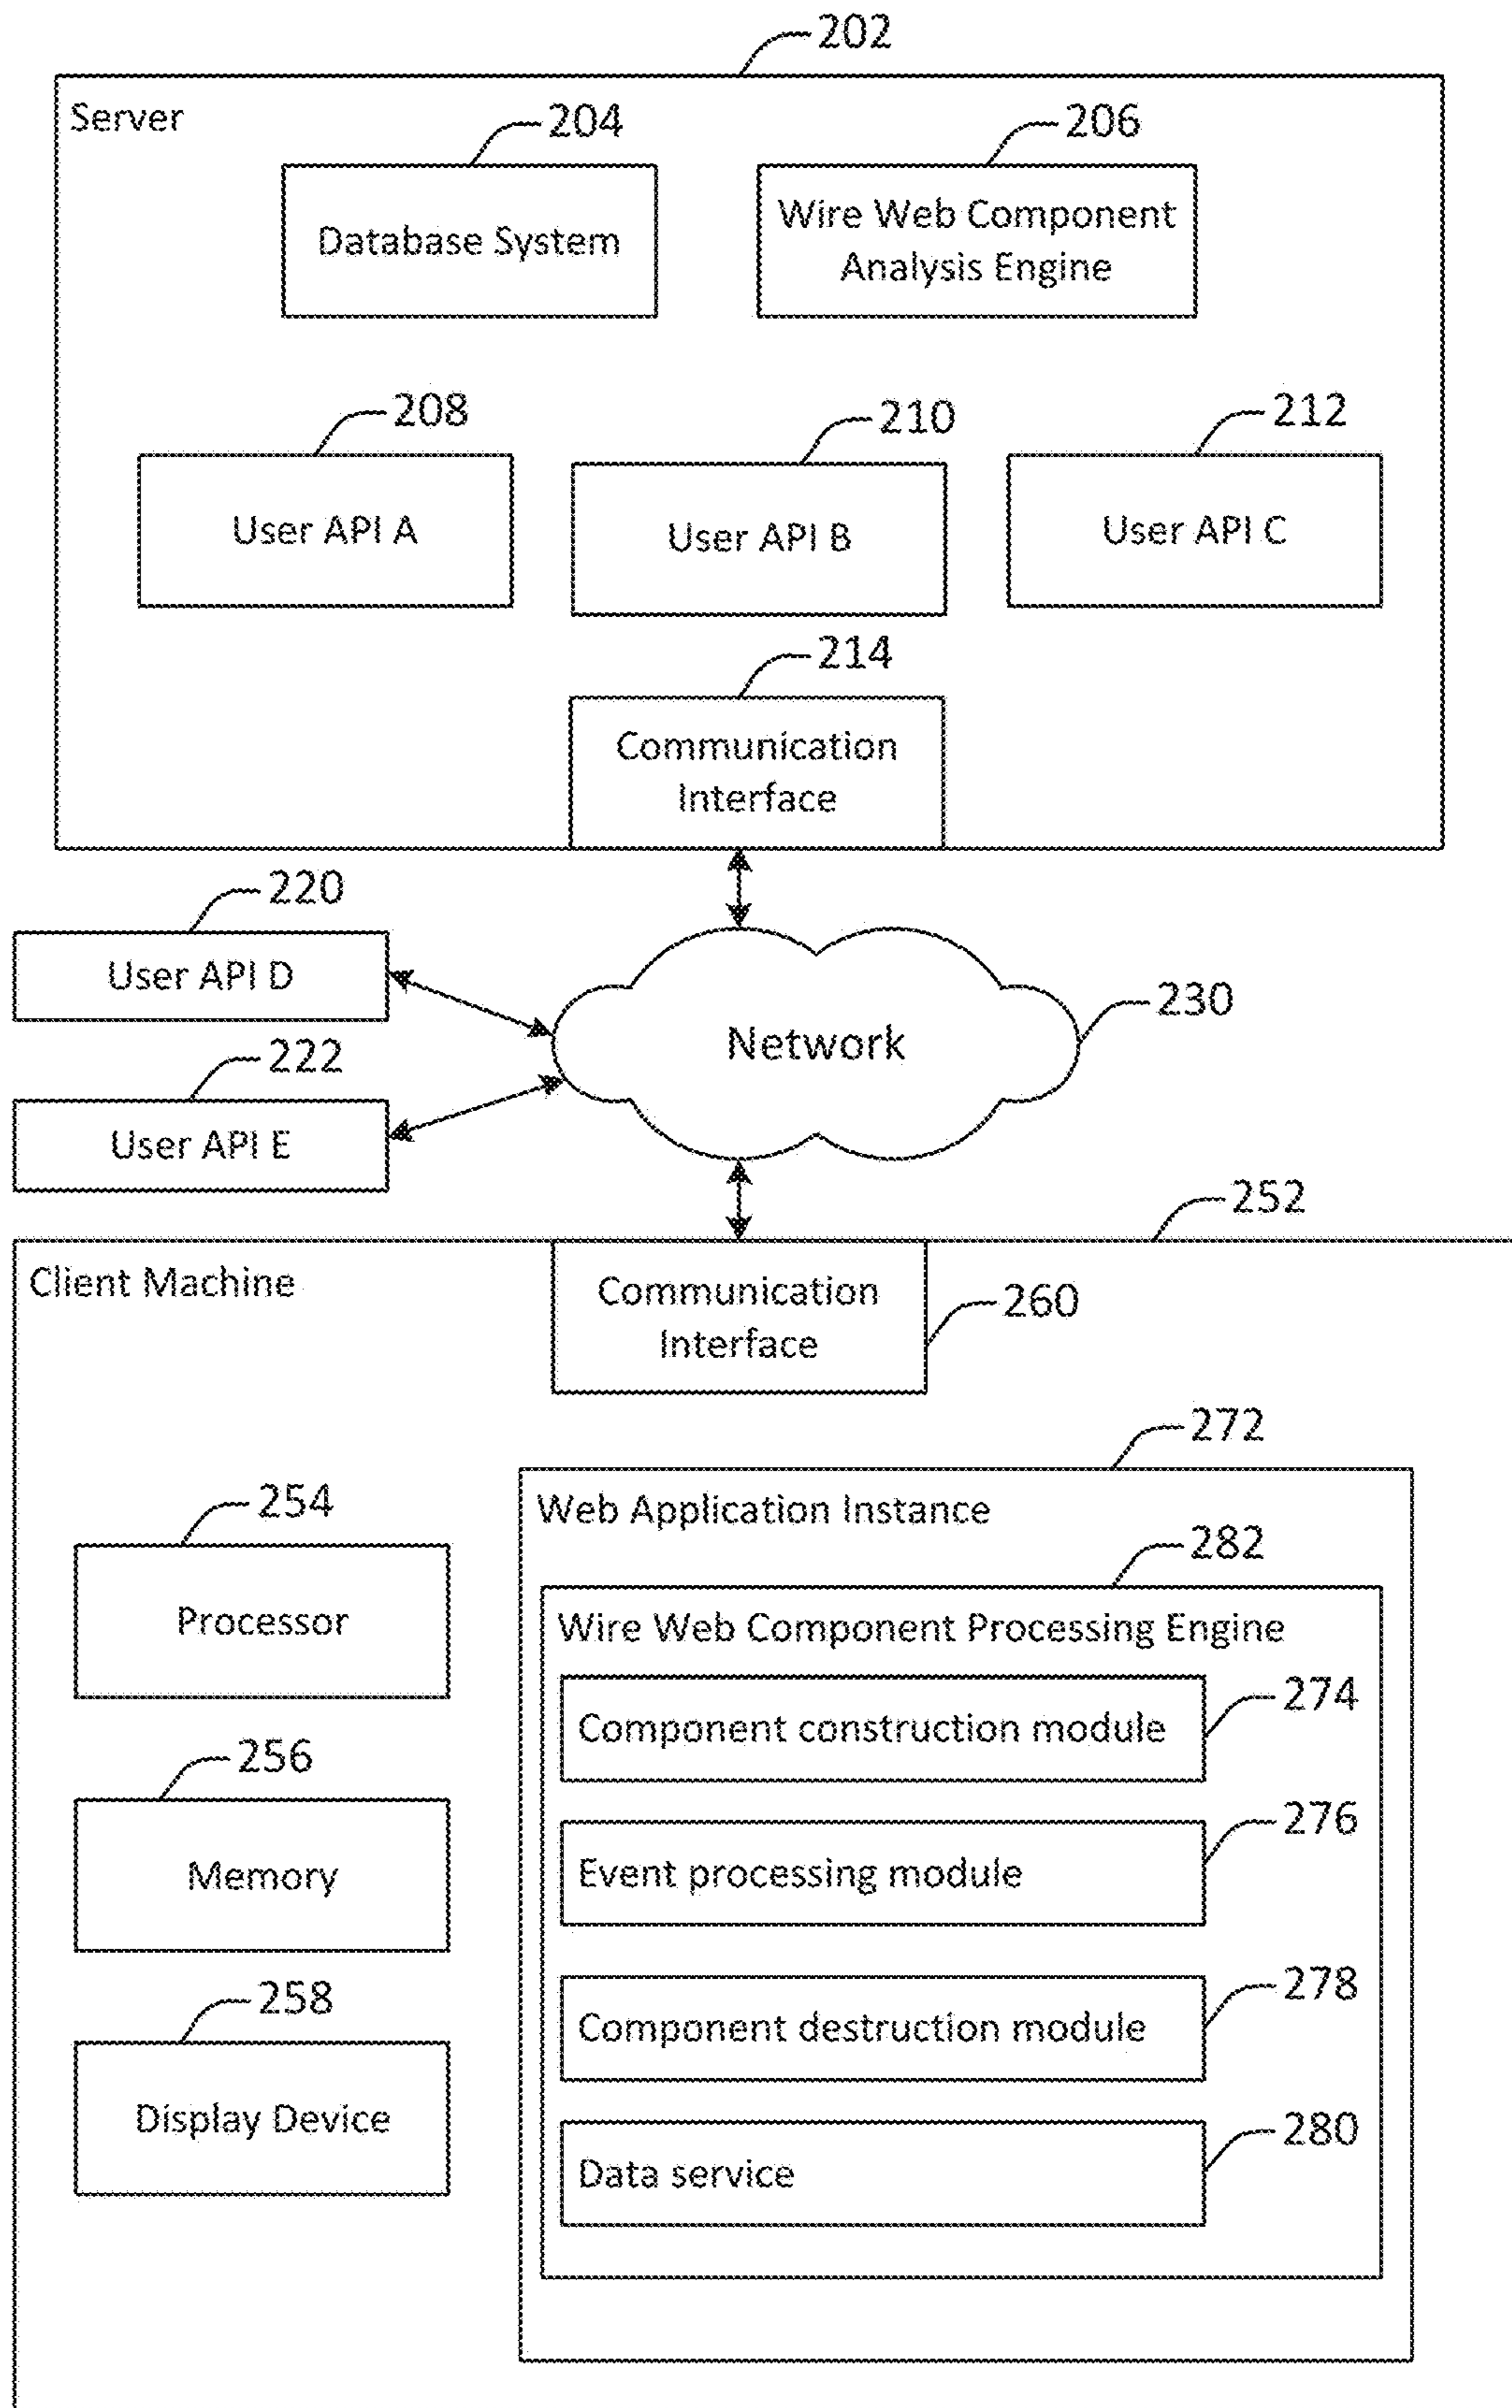 202
Server
204
206
Database System
Wire Web Component
Analysis Engine
208
210
212
User API A
User API B
User API C
214
Communication
Interface
220
User API D
230
Network
222
User API E
252
Client Machine
Communication
Interface
260
272
Web Application Instance
254
Processor
282
Wire Web Component Processing Engine
274
Component construction module
256
Memory
276
Event processing module
258
Display Device
278
Component destruction module
280
Data service